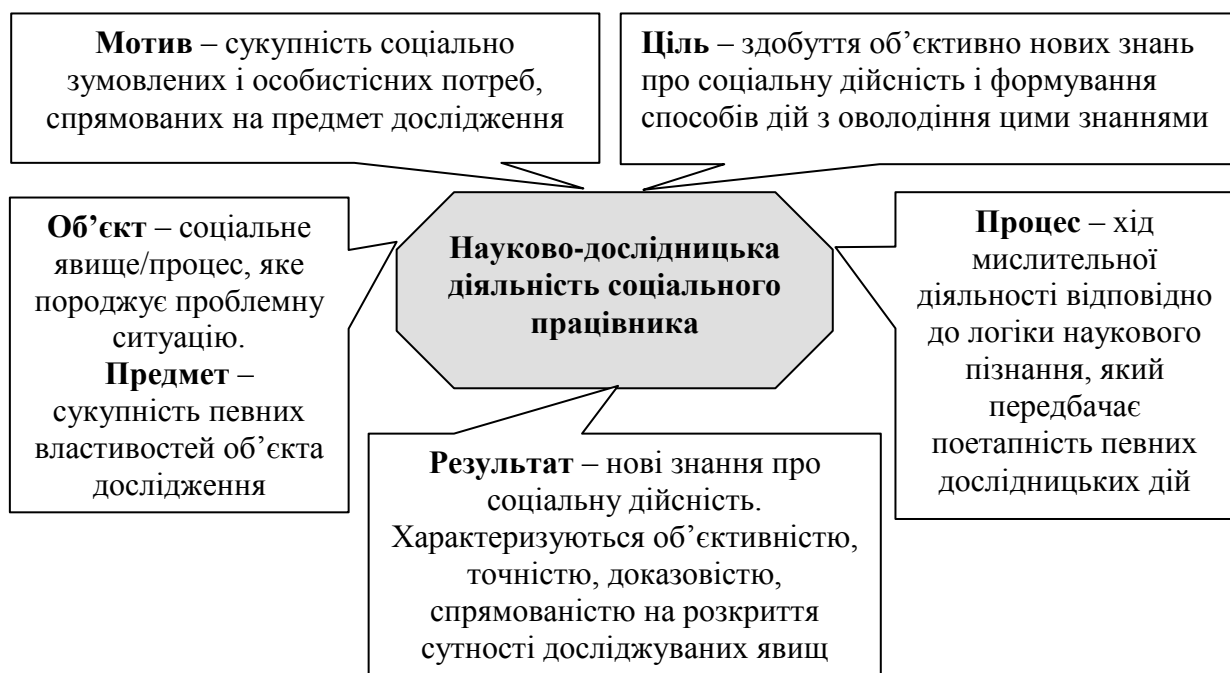 Мотив – сукупність соціально
зумовлених і особистісних потреб,
спрямованих на предмет дослідження
Ціль – здобуття об’єктивно нових знань
про соціальну дійсність і формування
способів дій з оволодіння цими знаннями
Об’єкт – соціальне
явище/процес, яке
породжує проблемну
ситуацію.
Предмет –
сукупність певних
властивостей об’єкта
дослідження
Науково-дослідницька
діяльність соціального
працівника
Процес – хід
мислительної
діяльності відповідно
до логіки наукового
пізнання, який
передбачає
поетапність певних
дослідницьких дій
Результат – нові знання про
соціальну дійсність.
Характеризуються об’єктивністю,
точністю, доказовістю,
спрямованістю на розкриття
сутності досліджуваних явищ